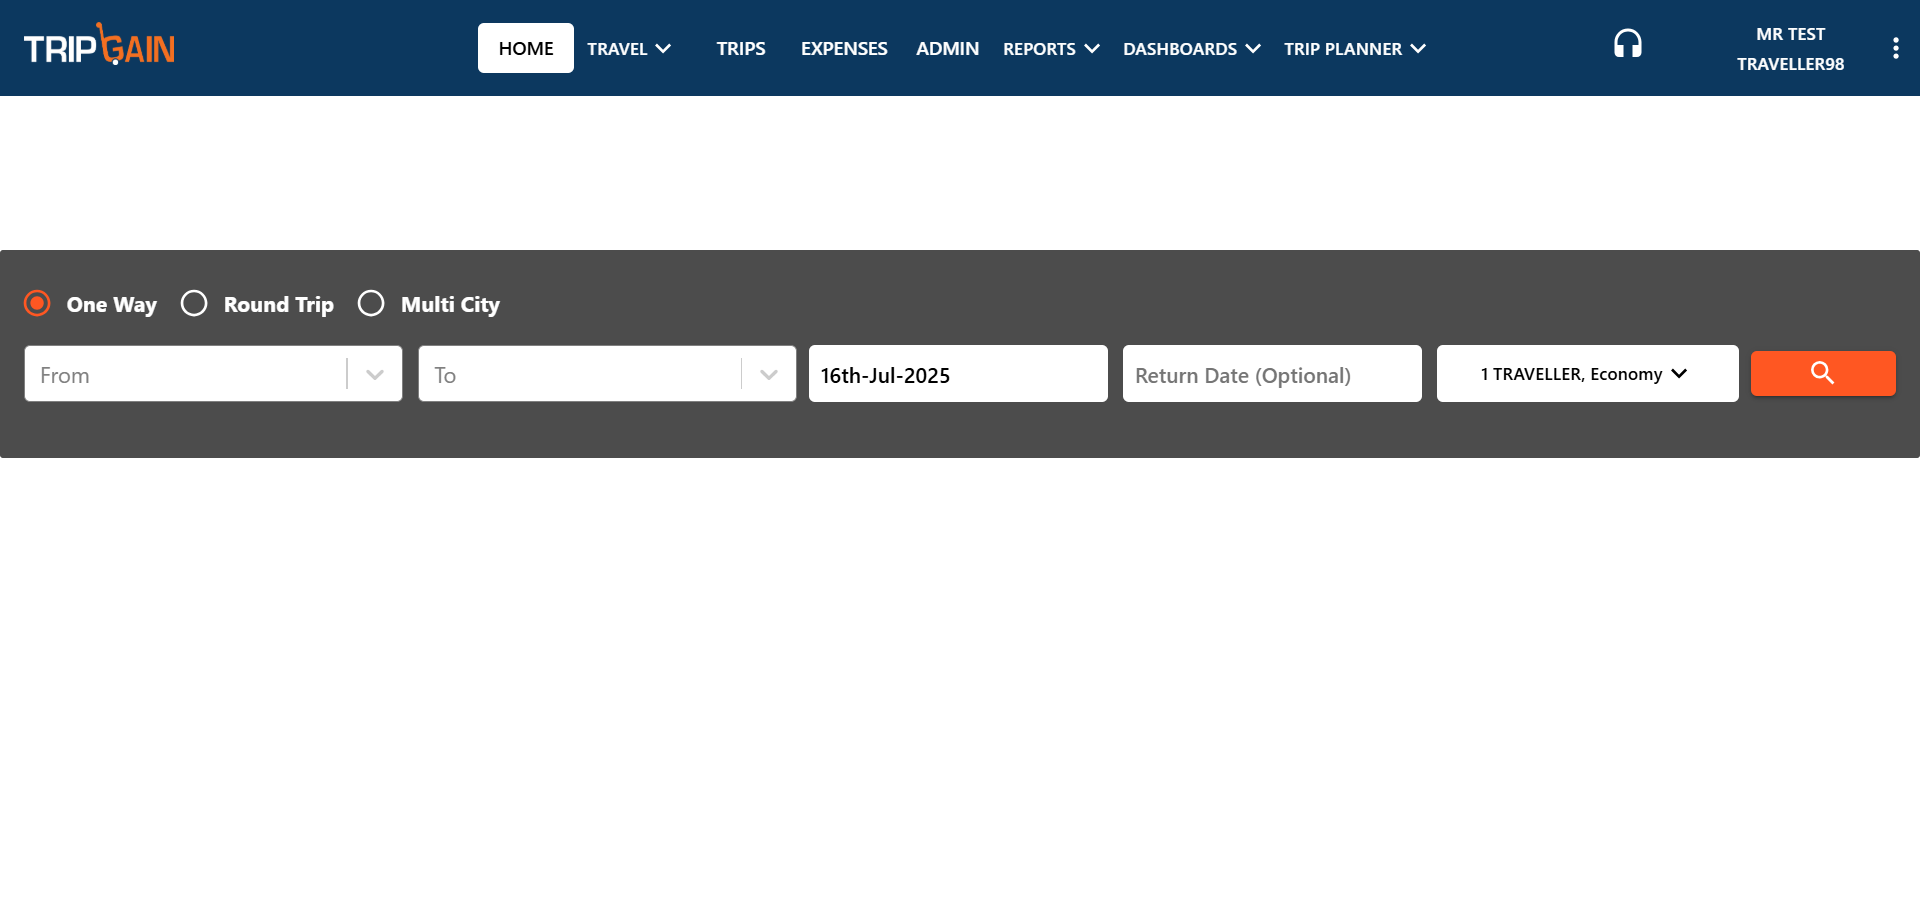 TRIPGAIN
HOME
TRAVEL
TRIPS
EXPENSES
ADMIN
REPORTS
DASHBOARDS
TRIP PLANNER
MR TEST
TRAVELLER98
One Way
Round Trip
Multi City
From
To
16th-Jul-2025
Return Date (Optional)
1 TRAVELLER, Economy